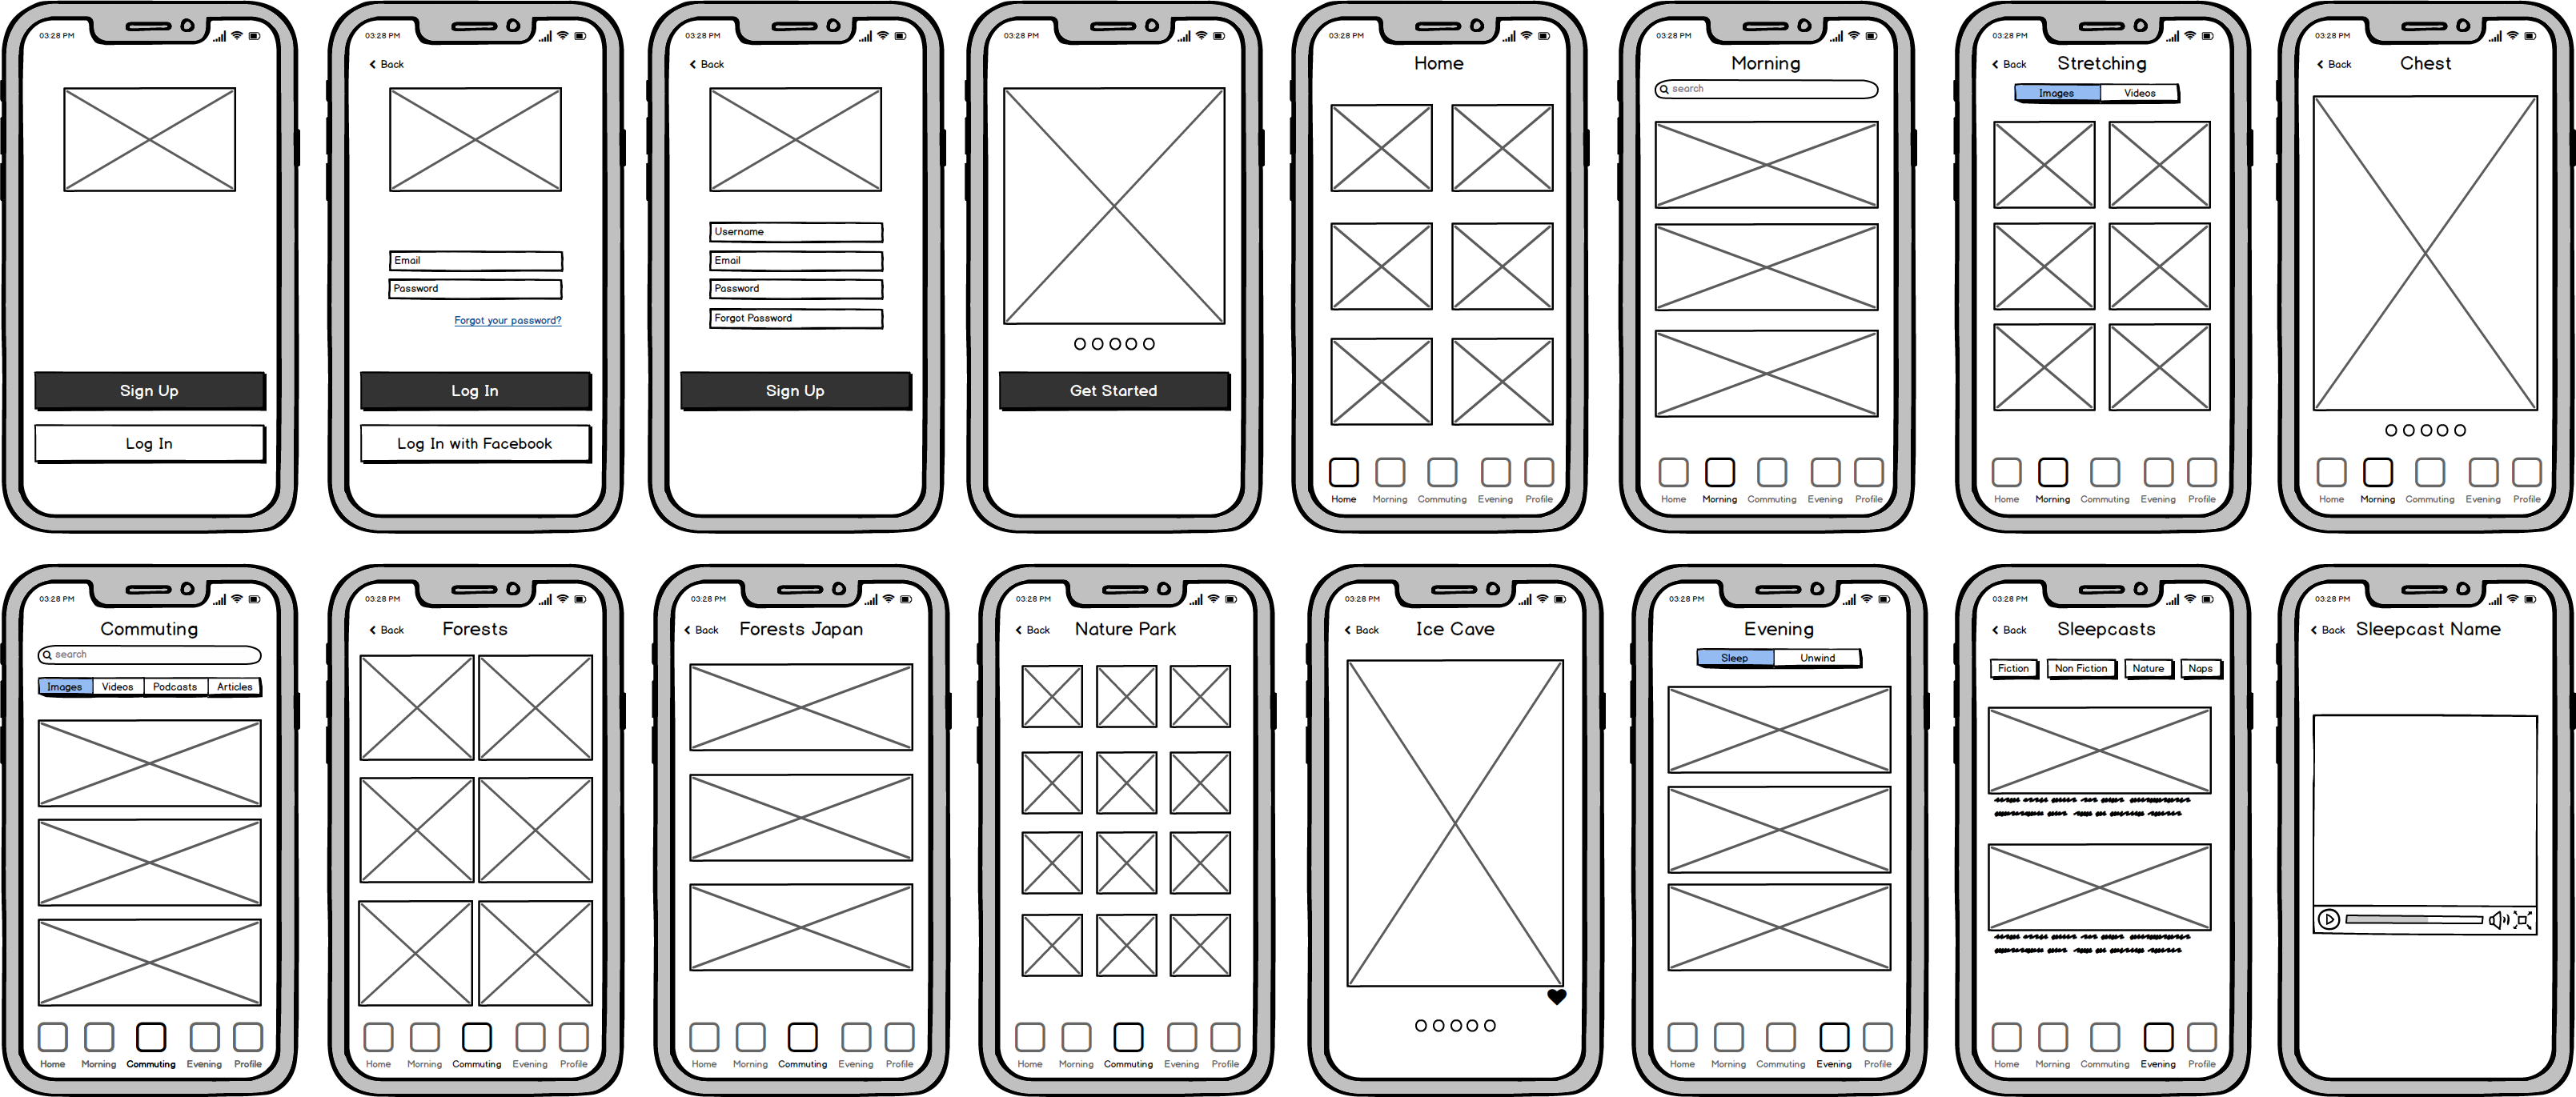 03:28 PM
Sign Up
Log In
03:28 PM
Back
Email
Password
Forgot your password?
Log In
Log In with Facebook
03:28 PM
Back
Username
Email
Password
Forgot Password
Sign Up
03:28 PM
Get Started
03:28 PM
Home
Home Morning Commuting Evening Profile
03:28 PM
Morning
search
Home Morning Commuting Evening Profile
03:28 PM
Back Stretching
Images Videos
Home Morning Commuting Evening Profile
03:28 PM
Back Chest
Home Morning Commuting Evening Profile
03:28 PM
Commuting
search
Images Videos Podcasts Articles
Home Morning Commuting Evening Profile
03:28 PM
Back Forests
Home Morning Commuting Evening Profile
03:28 PM
Back Forests Japan
Home Morning Commuting Evening Profile
03:28 PM
Back Nature Park
Home Morning Commuting Evening Profile
03:28 PM
Back Ice Cave
03:28 PM
Evening
Sleep Unwind
Home Morning Commuting Evening Profile
03:28 PM
Back Sleepcasts
Fiction Non Fiction Nature Naps
Home Morning Commuting Evening Profile
03:28 PM
Back Sleepcast Name